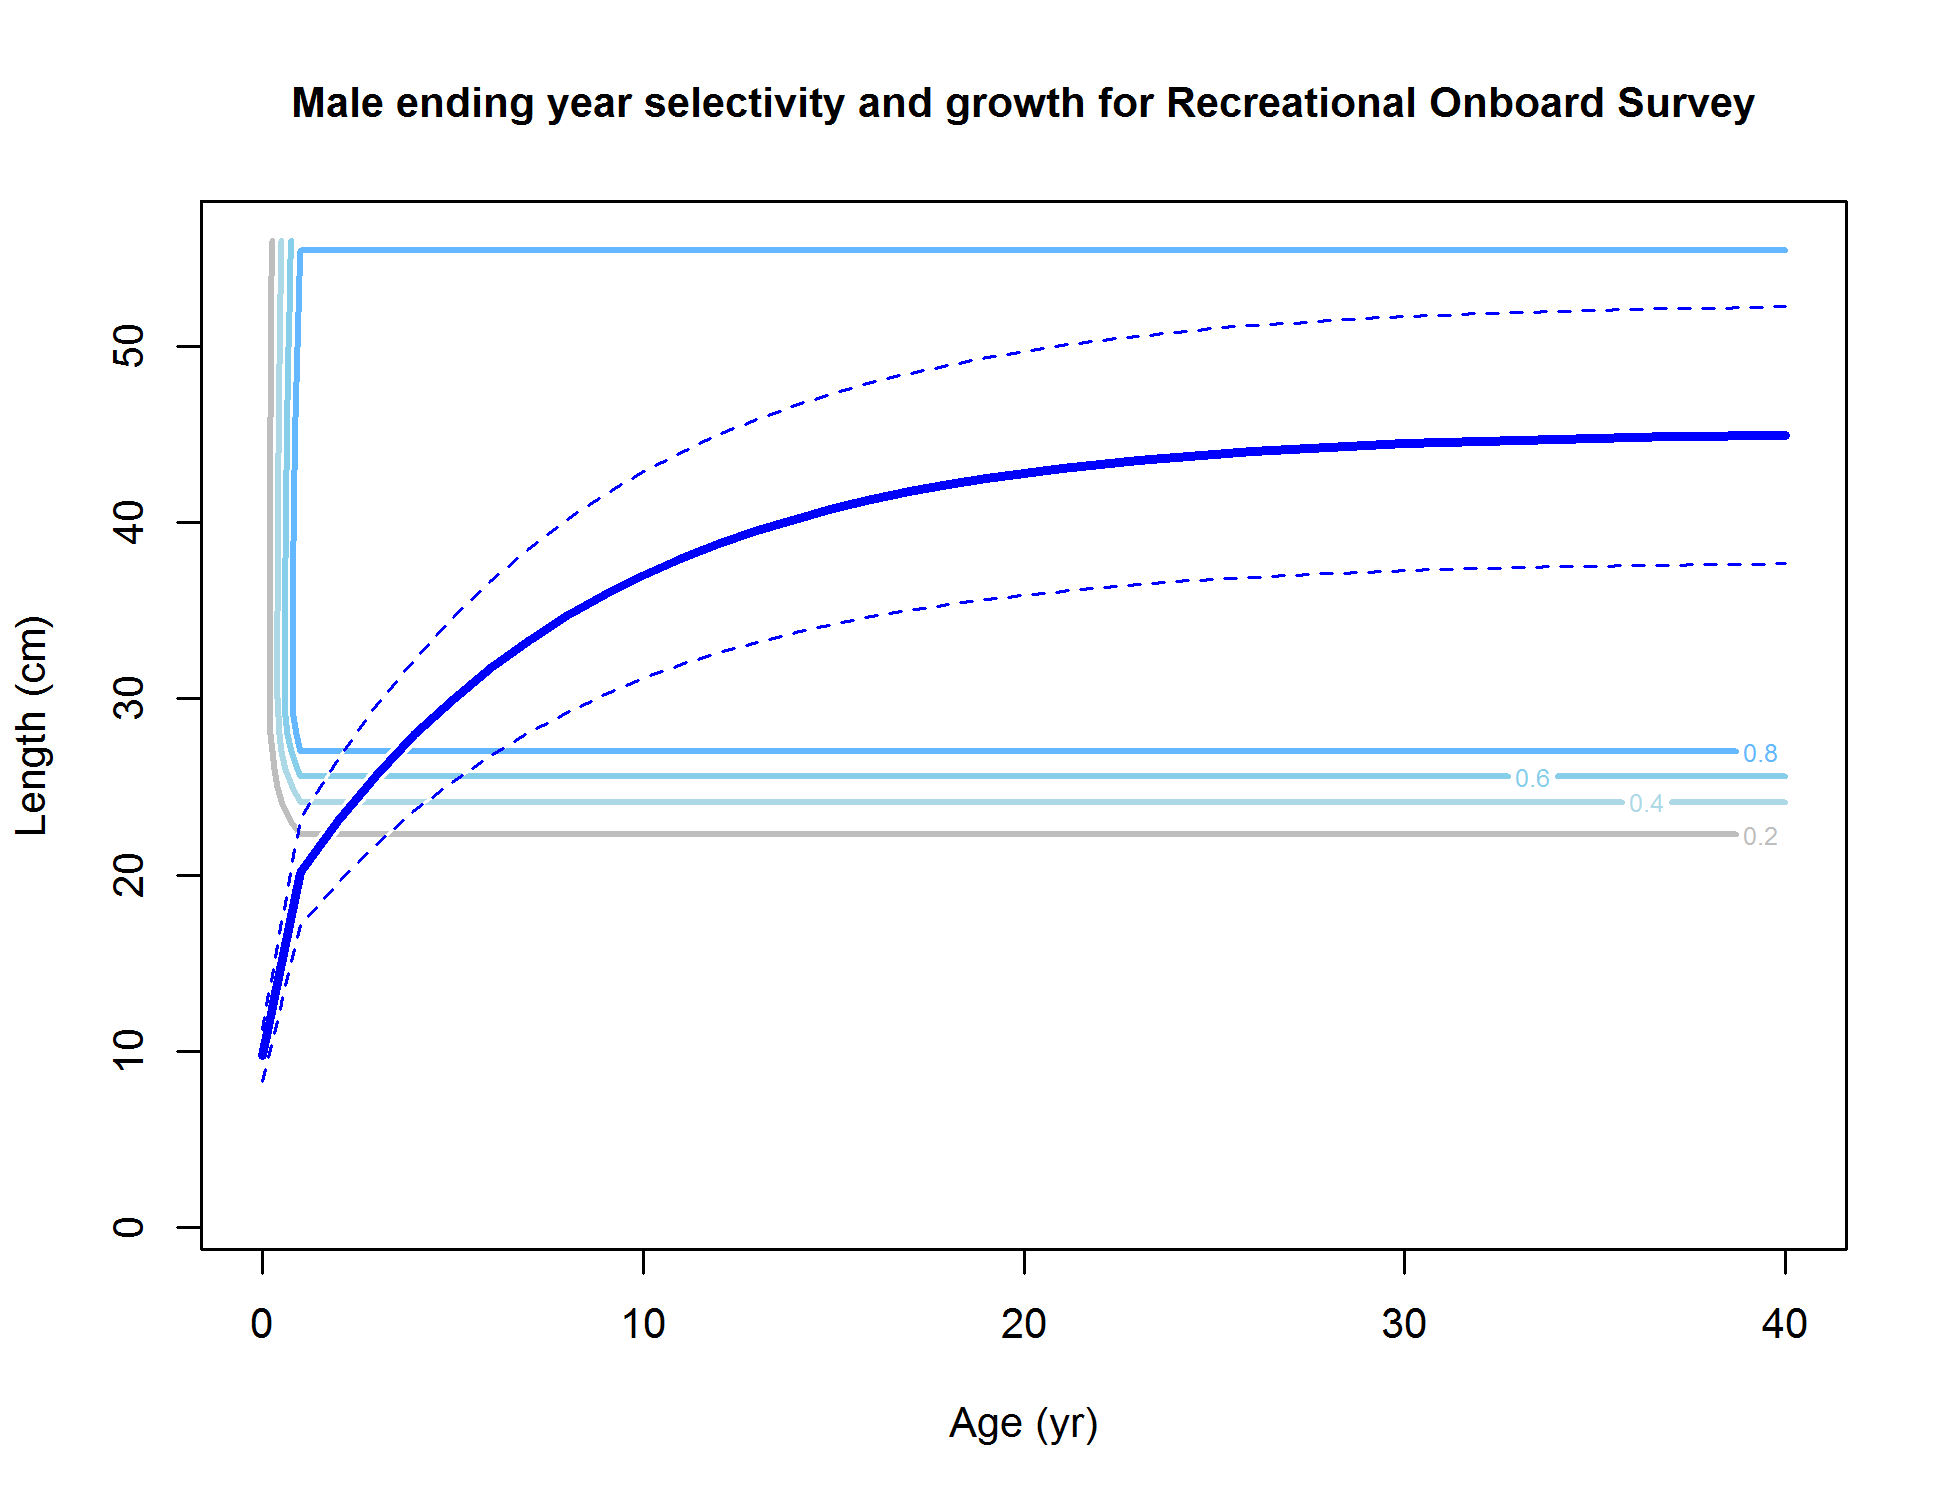 Male ending year selectivity and growth for Recreational Onboard Survey
Length (cm)
50
40
30
20
10
0
0.8
0.6
0.4
0.2
0 10 20 30 40
Age (yr)